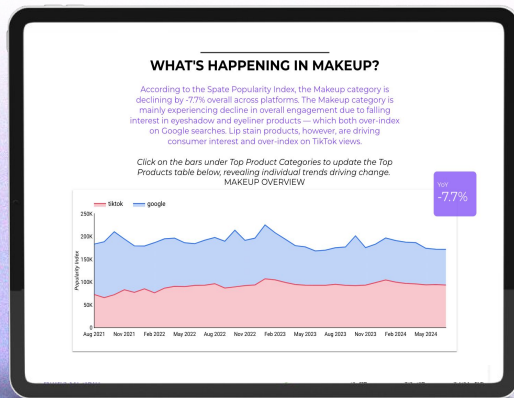 WHAT'S HAPPENING IN MAKEUP?
According to the Spate Popularity Index, the Makeup category is
declining by -7.7% overall across platforms. The Makeup category is
mainly experiencing decline in overall engagement due to falling
interest in eyeshadow and eyeliner products — which both over-index
on Google searches. Lip stain products, however, are driving
consumer interest and over-index on TikTok views.
Click on the bars under Top Product Categories to update the Top
Products table below, revealing individual trends driving change.
MAKEUP OVERVIEW
YoY
-7.7%
tiktok google
250K
200K
150K
100K
50K
0
Popularity Index
Aug 2021 Nov 2021 Feb 2022 May 2022 Aug 2022 Nov 2022 Feb 2023 May 2023 Aug 2023 Nov 2023 Feb 2024 May 2024